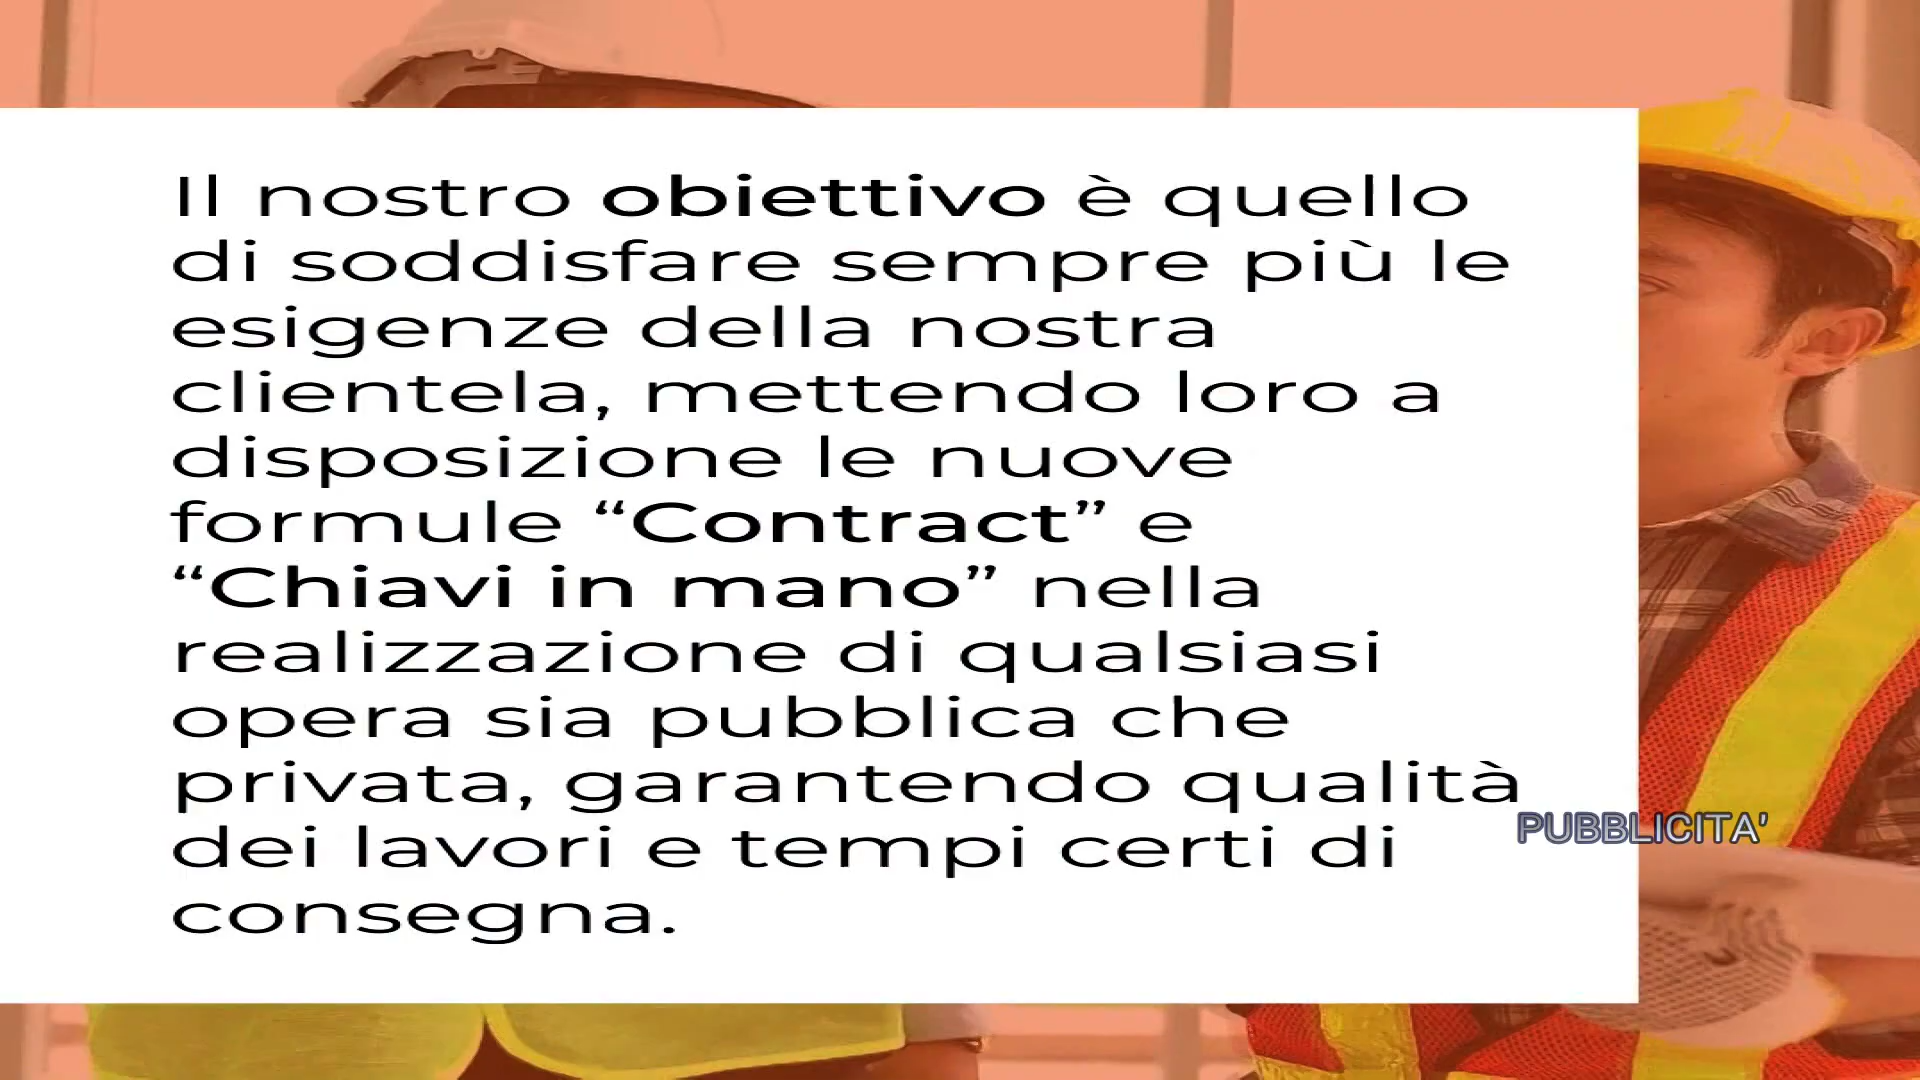 Il nostro obiettivo è quello
di soddisfare sempre più le
esigenze della nostra
clientela, mettendo loro a
disposizione le nuove
formule “Contract” e
“Chiavi in mano” nella
realizzazione di qualsiasi
opera sia pubblica che
privata, garantendo qualità
dei lavori e tempi certi di
consegna.
PUBBLICITA’